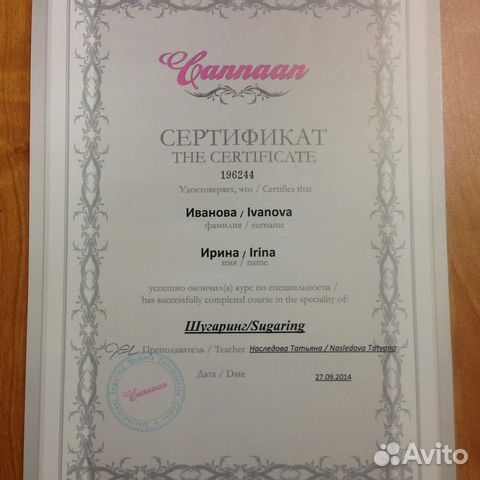 Cannaan
СЕРТИФИКАТ
THE CERTIFICATE
196244
Удостоверяет, что / Certifies that
Иванова / Ivanova
фамилия / surname
Ирина / Irina
имя / name
успешно окончил(а) курс по специальности /
has successfully completed course in the speciality of:
Шугаринг/Sugaring
Преподаватель / Teacher Наследова Татьяна / Nasledova Tatyana
Дата / Date 27.09.2014
Cannaan
Avito